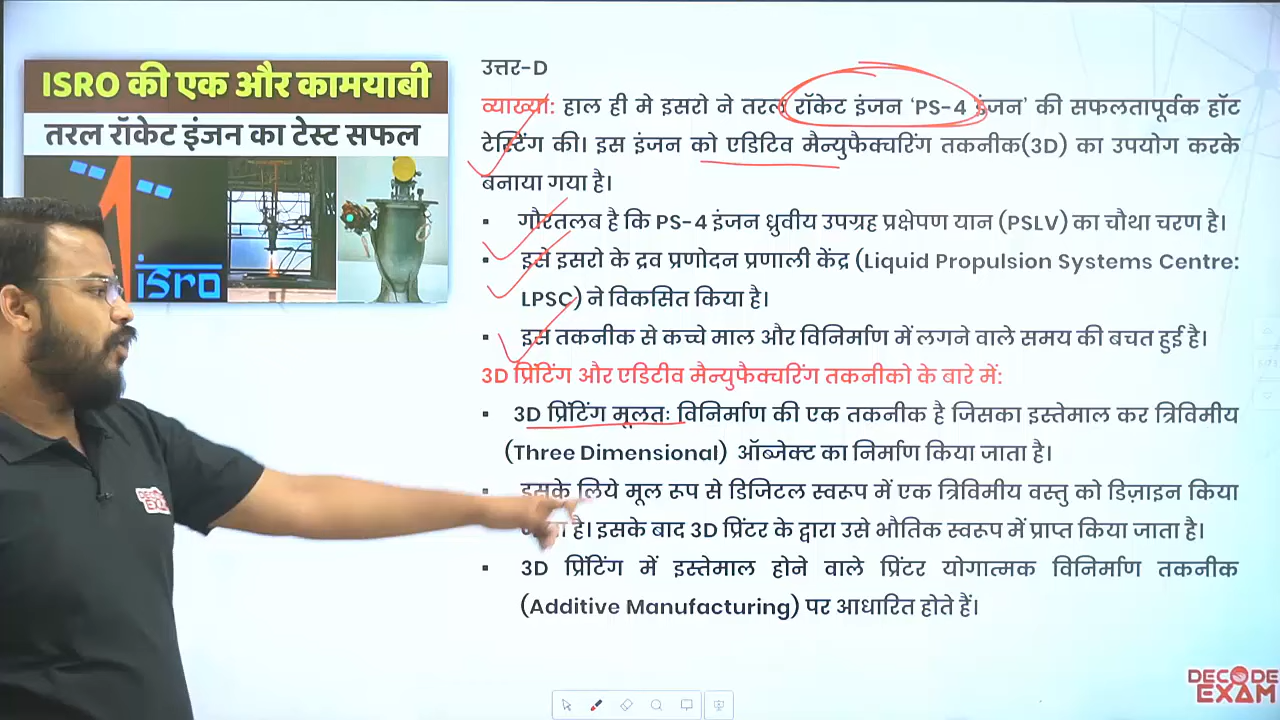 ISRO की एक और कामयाबी
तरल रॉकेट इंजन का टेस्ट सफल
isro
उत्तर-D
व्याख्या: हाल ही मे इसरो ने तरल रॉकेट इंजन ‘PS-4 इंजन’ की सफलतापूर्वक हॉट
टेस्टिंग की। इस इंजन को एडिटिव मैन्युफैक्चरिंग तकनीक(3D) का उपयोग करके
बनाया गया है।
▪ गौरतलब है कि PS-4 इंजन ध्रुवीय उपग्रह प्रक्षेपण यान (PSLV) का चौथा चरण है।
▪ इसे इसरो के द्रव प्रणोदन प्रणाली केंद्र (Liquid Propulsion Systems Centre:
LPSC) ने विकसित किया है।
▪ इस तकनीक से कच्चे माल और विनिर्माण में लगने वाले समय की बचत हुई है।
3D प्रिंटिंग और एडिटीव मैन्युफैक्चरिंग तकनीको के बारे में:
▪ 3D प्रिंटिंग मूलतः विनिर्माण की एक तकनीक है जिसका इस्तेमाल कर त्रिविमीय
(Three Dimensional) ऑब्जेक्ट का निर्माण किया जाता है।
▪ इसके लिये मूल रूप से डिजिटल स्वरूप में एक त्रिविमीय वस्तु को डिज़ाइन किया
है। इसके बाद 3D प्रिंटर के द्वारा उसे भौतिक स्वरूप में प्राप्त किया जाता है।
▪ 3D प्रिंटिंग में इस्तेमाल होने वाले प्रिंटर योगात्मक विनिर्माण तकनीक
(Additive Manufacturing) पर आधारित होते हैं।
DECODE
EXAM